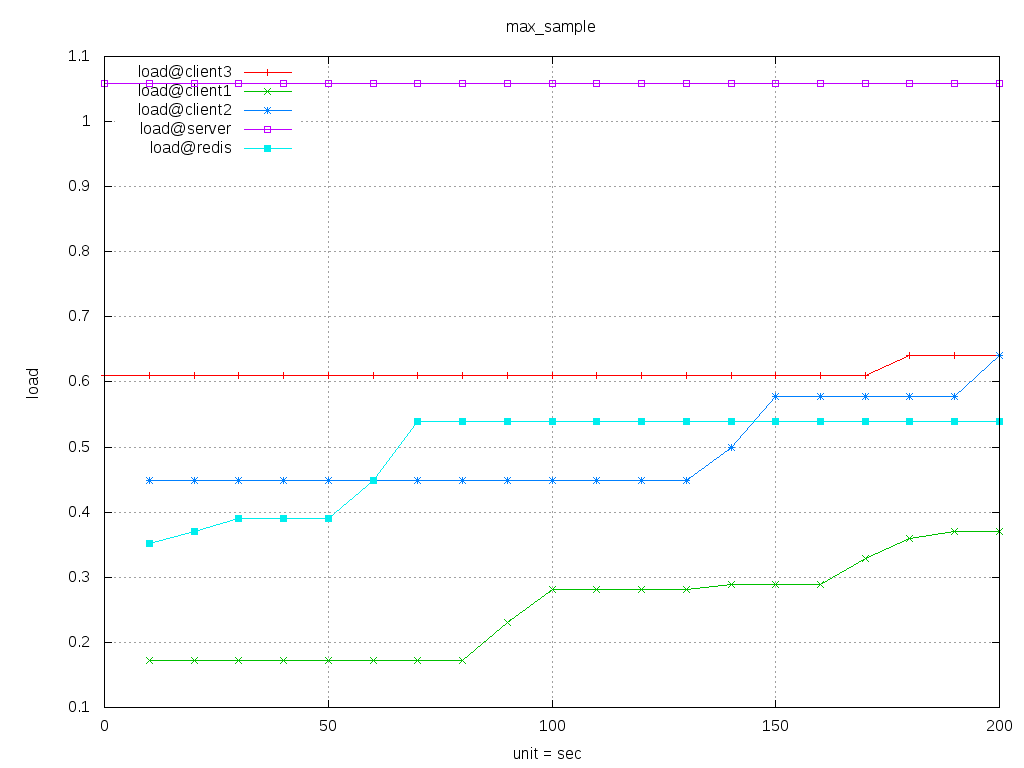 max_sample
1.1
1
0.9
0.8
0.7
0.6
0.5
0.4
0.3
0.2
0.1
load
load@client3
load@client1
load@client2
load@server
load@redis
0 50 100 150 200
unit = sec